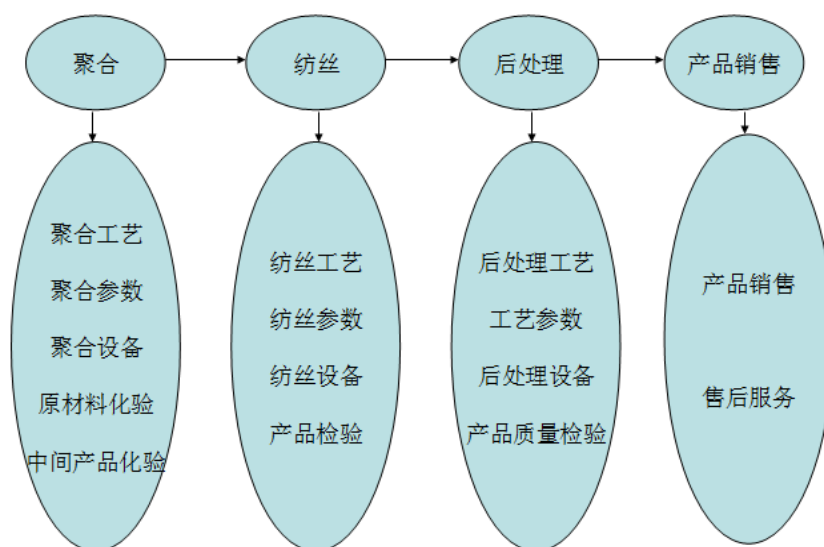 聚合
纺丝
后处理
产品销售
聚合工艺
聚合参数
聚合设备
原材料化验
中间产品化验
纺丝工艺
纺丝参数
纺丝设备
产品检验
后处理工艺
工艺参数
后处理设备
产品质量检验
产品销售
售后服务